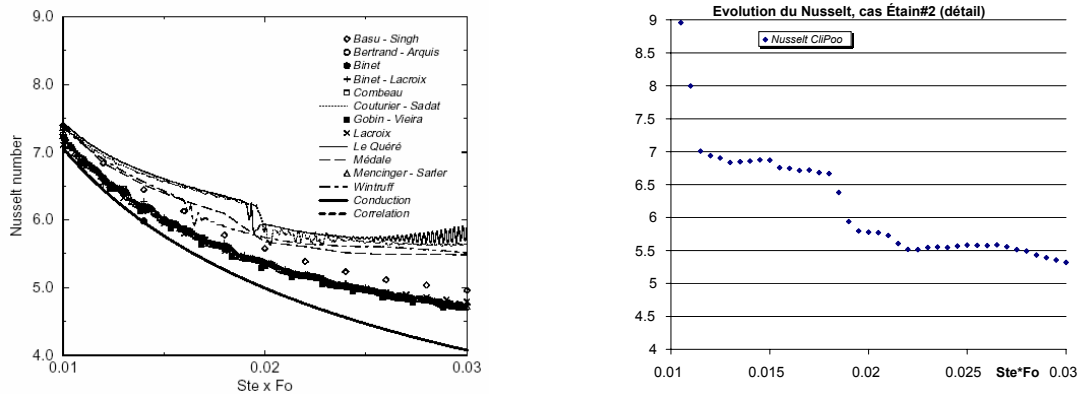 9.0
8.0
7.0
6.0
5.0
4.0
Nusselt number
0.01
0.02
0.03
Ste x Fo
Basu - Singh
Bertrand - Arquis
Binet
Binet - Lacroix
Combeau
Couturier - Sadat
Gobin - Vieira
Lacroix
Le Quéré
Médale
Mencinger - Sarler
Wintruff
Conduction
Correlation
Evolution du Nusselt, cas Étain#2 (détail)
Nusselt CliPoo
9
8.5
8
7.5
7
6.5
6
5.5
5
4.5
4
0.01
0.015
0.02
0.025
Ste*Fo
0.03